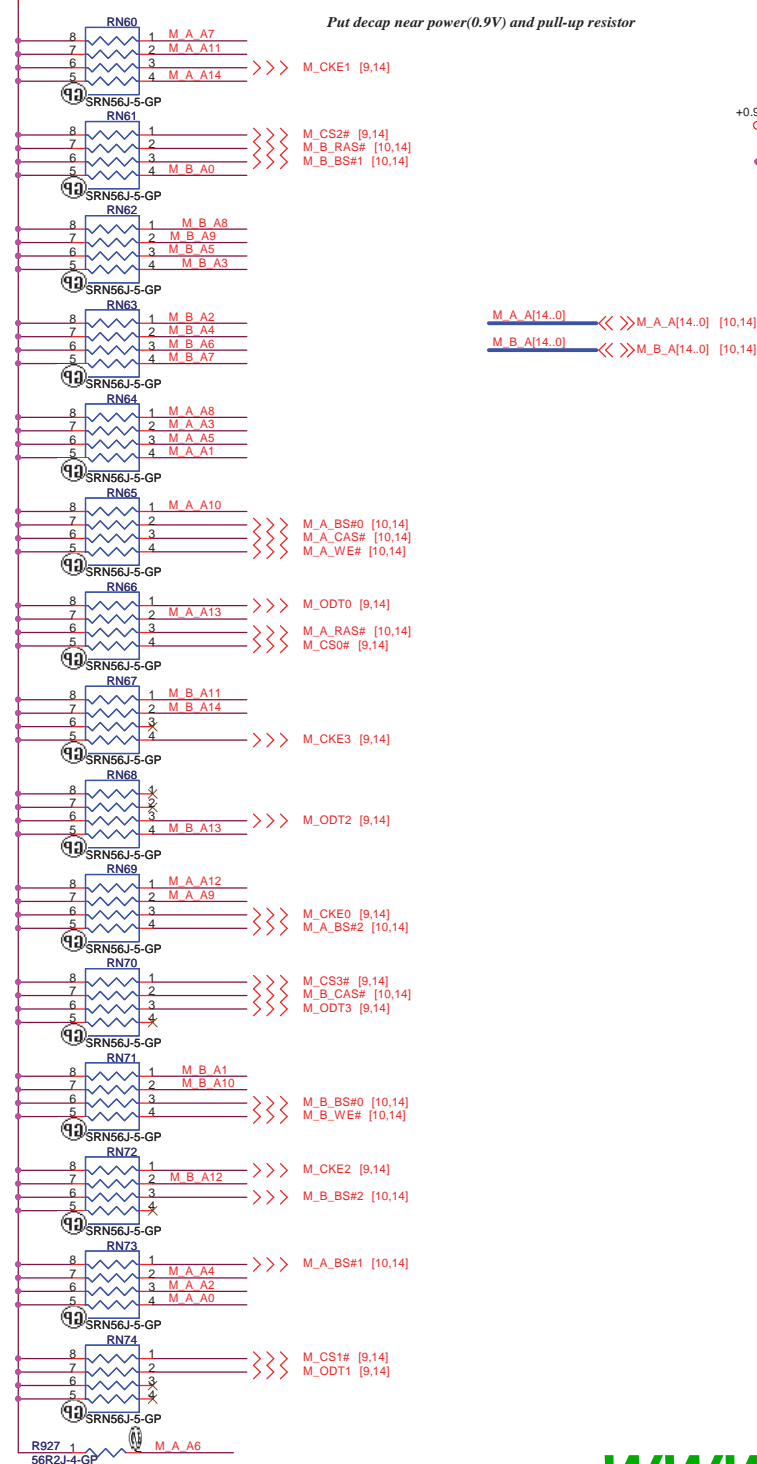 Put decap near power(0.9V) and pull-up resistor
RN60
8 1 M_A_A7
7 2 M_A_A11
6 3 M_CKE1 [9,14]
5 4 M_A_A14
SRN56J-5-GP
RN61
+0.9
8 1 M_CS2# [9,14]
7 2 M_B_RAS# [10,14]
6 3 M_B_BS#1 [10,14]
5 4 M_B_A0
SRN56J-5-GP
RN62
8 1 M_B_A8
7 2 M_B_A9
6 3 M_B_A5
5 4 M_B_A3
SRN56J-5-GP
RN63
8 1 M_B_A2
7 2 M_B_A4
6 3 M_B_A6
5 4 M_B_A7
SRN56J-5-GP
M_A_A[14..0] M_A_A[14..0] [10,14]
M_B_A[14..0] M_B_A[14..0] [10,14]
RN64
8 1 M_A_A8
7 2 M_A_A3
6 3 M_A_A5
5 4 M_A_A1
SRN56J-5-GP
RN65
8 1 M_A_A10
7 2 M_A_BS#0 [10,14]
6 3 M_A_CAS# [10,14]
5 4 M_A_WE# [10,14]
SRN56J-5-GP
RN66
8 1 M_ODT0 [9,14]
7 2 M_A_A13
6 3 M_A_RAS# [10,14]
5 4 M_CS0# [9,14]
SRN56J-5-GP
RN67
8 1 M_B_A11
7 2 M_B_A14
6 3
5 4 M_CKE3 [9,14]
SRN56J-5-GP
RN68
8 1
7 2
6 3 M_ODT2 [9,14]
5 4 M_B_A13
SRN56J-5-GP
RN69
8 1 M_A_A12
7 2 M_A_A9
6 3 M_CKE0 [9,14]
5 4 M_A_BS#2 [10,14]
SRN56J-5-GP
RN70
8 1 M_CS3# [9,14]
7 2 M_B_CAS# [10,14]
6 3 M_ODT3 [9,14]
5 4
SRN56J-5-GP
RN71
8 1 M_B_A1
7 2 M_B_A10
6 3 M_B_BS#0 [10,14]
5 4 M_B_WE# [10,14]
SRN56J-5-GP
RN72
8 1 M_CKE2 [9,14]
7 2 M_B_A12
6 3 M_B_BS#2 [10,14]
5 4
SRN56J-5-GP
RN73
8 1 M_A_BS#1 [10,14]
7 2 M_A_A4
6 3 M_A_A2
5 4 M_A_A0
SRN56J-5-GP
RN74
8 1 M_CS1# [9,14]
7 2 M_ODT1 [9,14]
6 3
5 4
SRN56J-5-GP
R927 1 M_A_A6
56R2J-4-GP